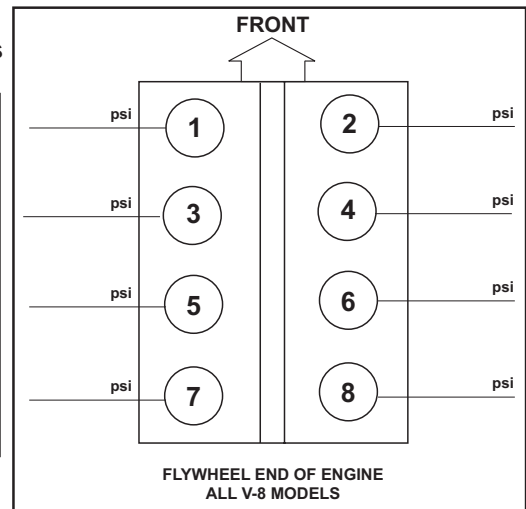 FRONT
S
psi 1 2 psi
psi 3 4 psi
psi 5 6 psi
psi 7 8 psi
FLYWHEEL END OF ENGINE
ALL V-8 MODELS